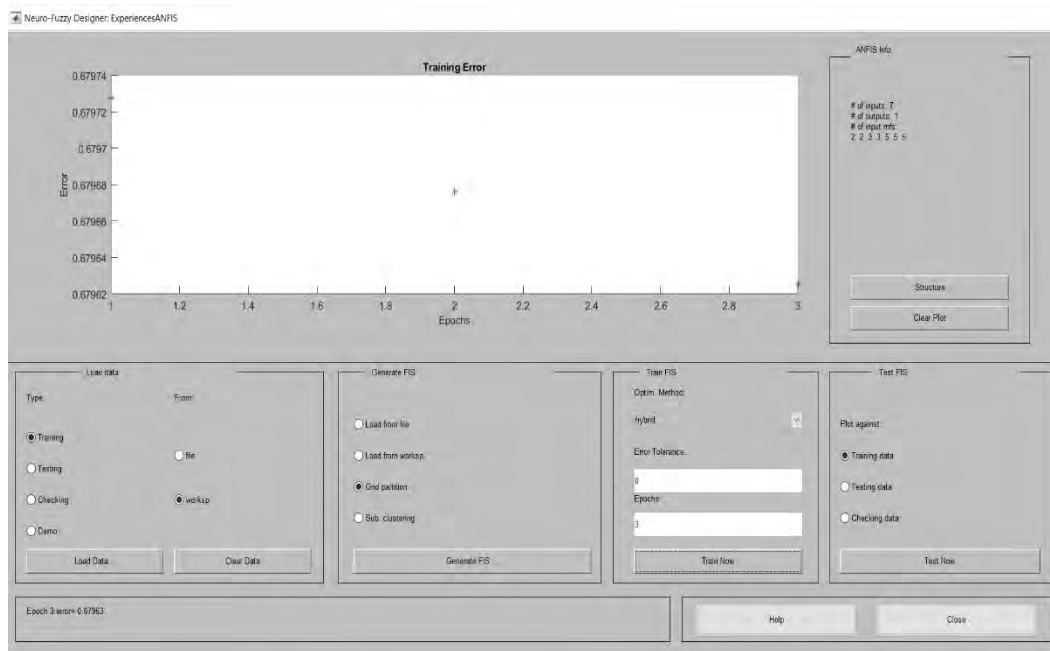 Neuro-Fuzzy Designer: ExperiencesANFIS
Training Error
0.67974
0.67972
0.6797
0.67968
0.67966
0.67964
0.67962
Error
1 1.2 1.4 1.6 1.8 2 2.2 2.4 2.6 2.8 3
Epochs
ANFIS Info.
# of inputs: 7
# of outputs: 1
# of input mfs:
2 2 3 3 5 5 5
Structure
Clear Plot
Load data
Type:
From:
Training
Testing
Checking
Demo
file
worksp.
Load Data...
Clear Data
Generate FIS
Load from file
Load from worksp.
Grid partition
Sub. clustering
Generate FIS ...
Train FIS
Optim. Method:
hybrid
Error Tolerance:
0
Epochs:
3
Train Now
Test FIS
Plot against:
Training data
Testing data
Checking data
Test Now
Epoch 3:error= 0.67963
Help
Close